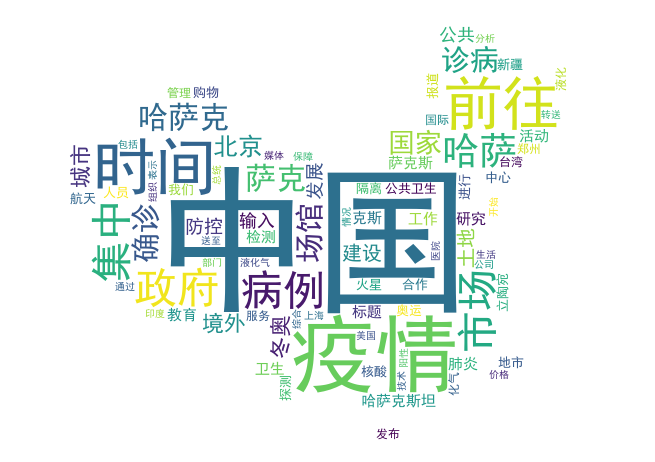 公共
分析
诊病
新疆
液化
报道
前往
管理
购物
转送
哈萨克
国际
国家
活动
包括
北京
哈萨
郑州
时间
媒体
保障
台湾
城市
萨克
萨克斯
表示
总统
发展
中心
组织
人员
我们
隔离
公共卫生
进行
航天
中国
开始
集中
确诊
防控
输入
场馆
情况
克斯
工作
研究
送至
检测
土地
建设
医院
生活
部门
液化气
公司
通过
政府
病例
火星
合作
市场
立陶宛
印度
教育
境外
服务
综合
上海
标题
奥运
冬奥
疫情
美国
阳性
卫生
核酸
肺炎
地市
探测
技术
化气
价格
哈萨克斯坦
发布